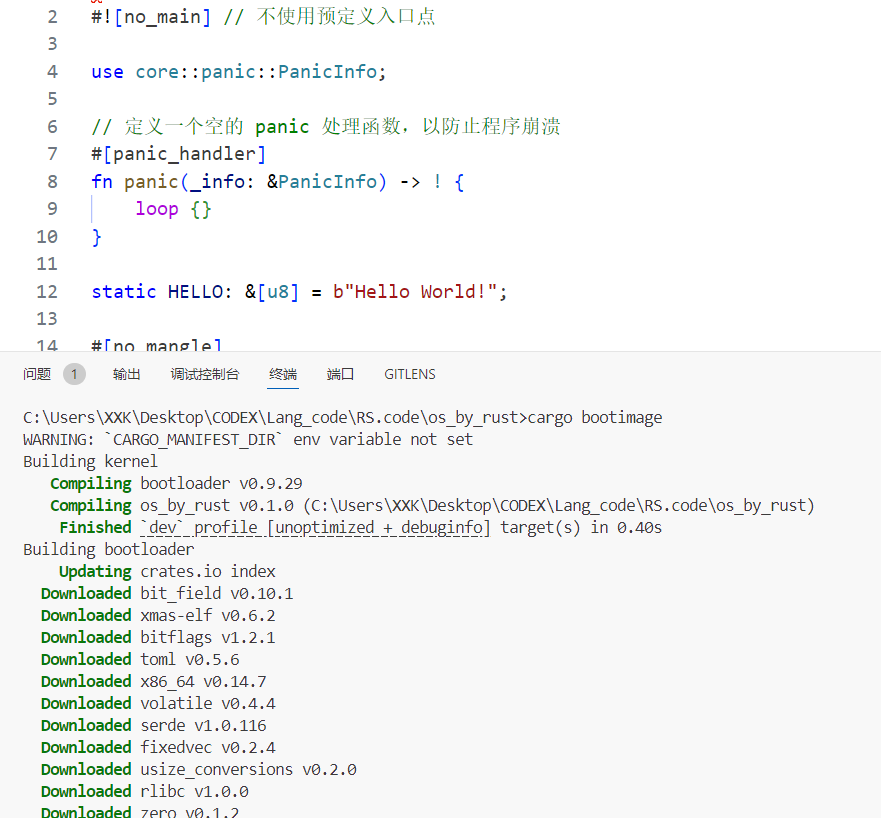 2 #![no_main] // 不使用预定义入口点
3
4 use core::panic::PanicInfo;
5
6 // 定义一个空的 panic 处理函数，以防止程序崩溃
7 #[panic_handler]
8 fn panic(_info: &PanicInfo) -> ! {
9     loop {}
10 }
11
12 static HELLO: &[u8] = b"Hello World!";
13
14 #[no_mangle]
问题 1 输出 调试控制台 终端 端口 GITLENS
C:\Users\XXK\Desktop\CODEX\Lang_code\RS.code\os_by_rust>cargo bootimage
WARNING: `CARGO_MANIFEST_DIR` env variable not set
Building kernel
   Compiling bootloader v0.9.29
   Compiling os_by_rust v0.1.0 (C:\Users\XXK\Desktop\CODEX\Lang_code\RS.code\os_by_rust)
    Finished `dev` profile [unoptimized + debuginfo] target(s) in 0.40s
Building bootloader
    Updating crates.io index
  Downloaded bit_field v0.10.1
  Downloaded xmas-elf v0.6.2
  Downloaded bitflags v1.2.1
  Downloaded toml v0.5.6
  Downloaded x86_64 v0.14.7
  Downloaded volatile v0.4.4
  Downloaded serde v1.0.116
  Downloaded fixedvec v0.2.4
  Downloaded usize_conversions v0.2.0
  Downloaded rlibc v1.0.0
  Downloaded zero v0.1.2